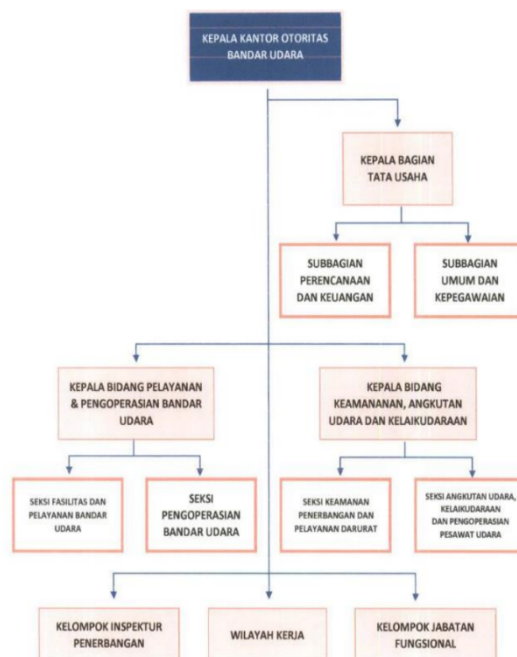 KEPALA KANTOR OTORITAS
BANDAR UDARA
KEPALA BAGIAN
TATA USAHA
SUBBAGIAN
PERENCANAAN
DAN KEUANGAN
SUBBAGIAN
UMUM DAN
KEPEGAWAIAN
KEPALA BIDANG PELAYANAN
& PENGOPERASIAN BANDAR
UDARA
KEPALA BIDANG
KEAMANANAN, ANGKUTAN
UDARA DAN KELAIKUDARAAN
SEKSI FASILITAS DAN
PELAYANAN BANDAR
UDARA
SEKSI
PENGOPERASIAN
BANDAR UDARA
SEKSI KEAMANAN
PENERBANGAN DAN
PELAYANAN DARURAT
SEKSI ANGKUTAN UDARA,
KELAIKUDARAAN
DAN PENGOPERASIAN
PESAWAT UDARA
KELOMPOK INSPEKTUR
PENERBANGAN
WILAYAH KERJA
KELOMPOK JABATAN
FUNGSIONAL